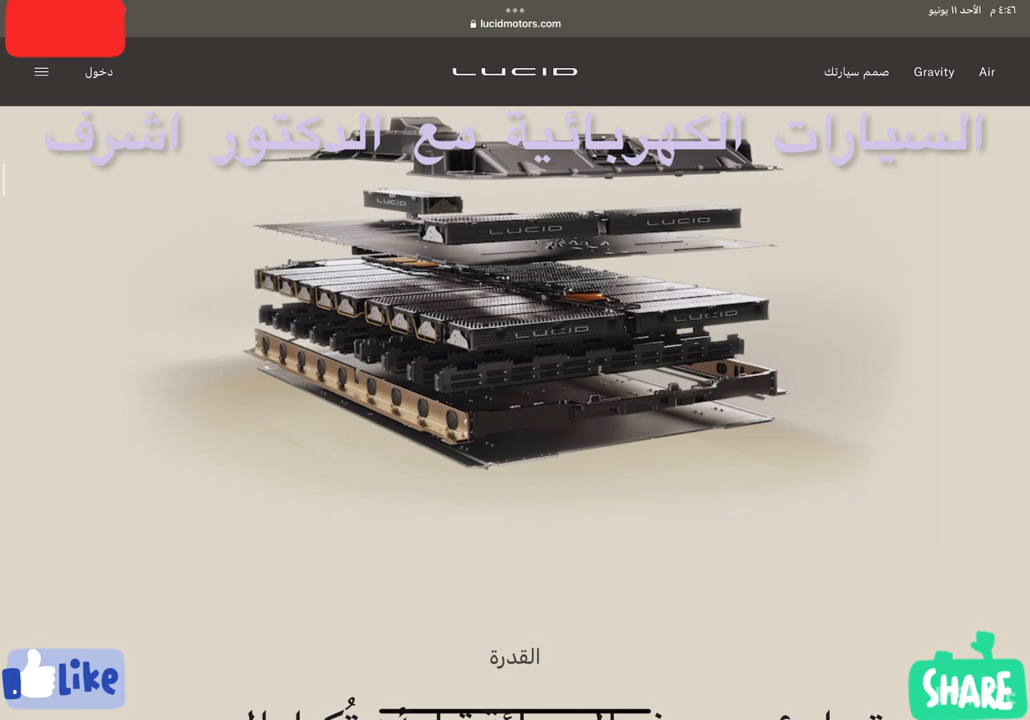 ٤:٤٦ م الأحد ١١ يونيو
lucidmotors.com
Air Gravity صمم سيارتك LUCID دخول
السيارات الكهربائية مع الدكتور اشرف
LUCID
LUCID LUCID
LUCID LUCID
القدرة
Like
SHARE